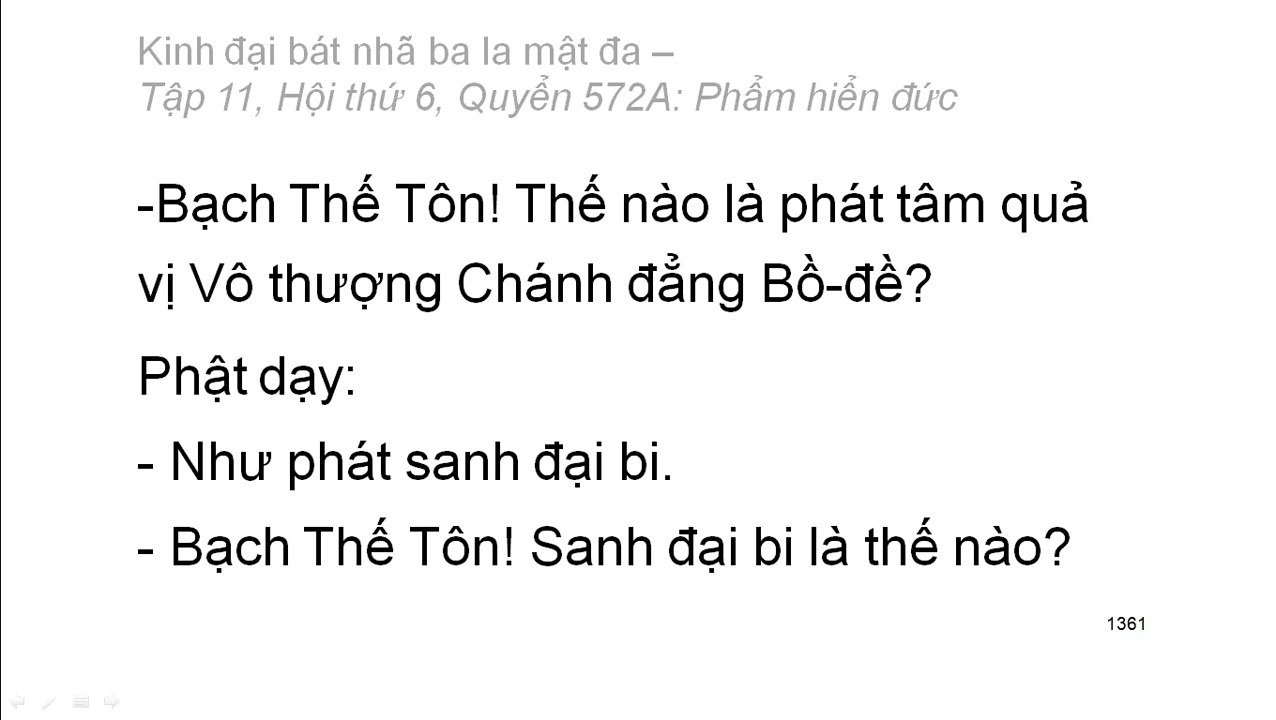 Kinh đại bát nhã ba la mật đa –
Tập 11, Hội thứ 6, Quyển 572A: Phẩm hiển đức
-Bạch Thế Tôn! Thế nào là phát tâm quả
vị Vô thượng Chánh đẳng Bồ-đề?
Phật dạy:
- Như phát sanh đại bi.
- Bạch Thế Tôn! Sanh đại bi là thế nào?
1361